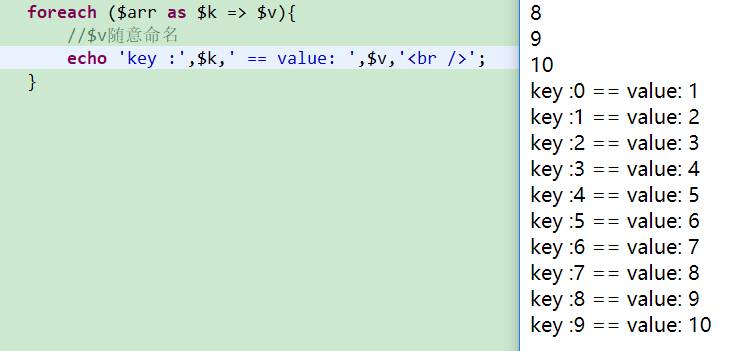 foreach ($arr as $k => $v){
//$v随意命名
echo 'key :',$k,' == value: ',$v,'<br />';
}
8
9
10
key :0 == value: 1
key :1 == value: 2
key :2 == value: 3
key :3 == value: 4
key :4 == value: 5
key :5 == value: 6
key :6 == value: 7
key :7 == value: 8
key :8 == value: 9
key :9 == value: 10